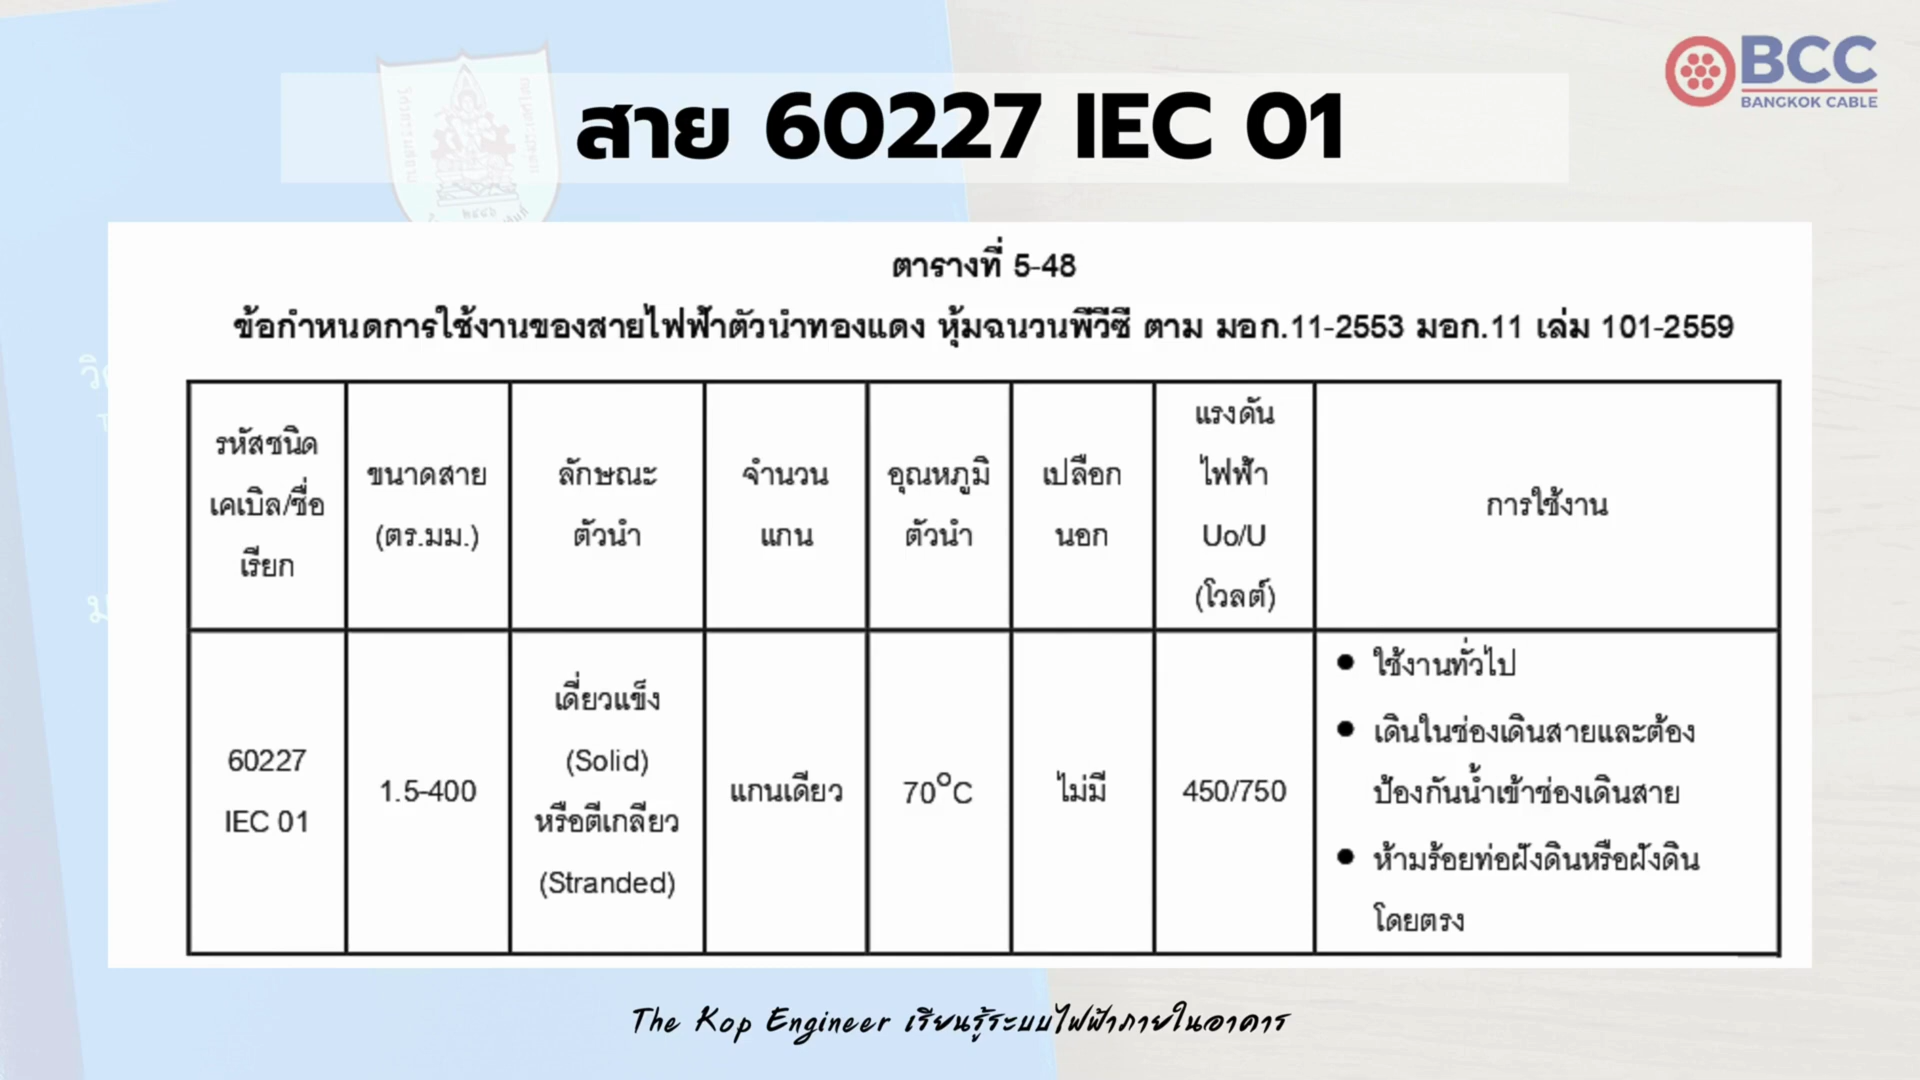 BCC
BANGKOK CABLE
สาย 60227 IEC 01
ตารางที่ 5-48
ข้อกำหนดการใช้งานของสายไฟฟ้าตัวนำทองแดง หุ้มฉนวนพีวีซี ตาม มอก.11-2553 มอก.11 เล่ม 101-2559
รหัสชนิด
เคเบิล/ชื่อ
เรียก
ขนาดสาย
(ตร.มม.)
ลักษณะ
ตัวนำ
จำนวน
แกน
อุณหภูมิ
ตัวนำ
เปลือก
นอก
แรงดัน
ไฟฟ้า
Uo/U
(โวลต์)
การใช้งาน
60227
IEC 01
1.5-400
เดี่ยวแข็ง
(Solid)
หรือตีเกลียว
(Stranded)
แกนเดียว
70°C
ไม่มี
450/750
● ใช้งานทั่วไป
● เดินในช่องเดินสายและต้อง
ป้องกันน้ำเข้าช่องเดินสาย
● ห้ามร้อยท่อฝังดินหรือฝังดิน
โดยตรง
The Kop Engineer เรียนรู้ระบบไฟฟ้าภายในอาคาร